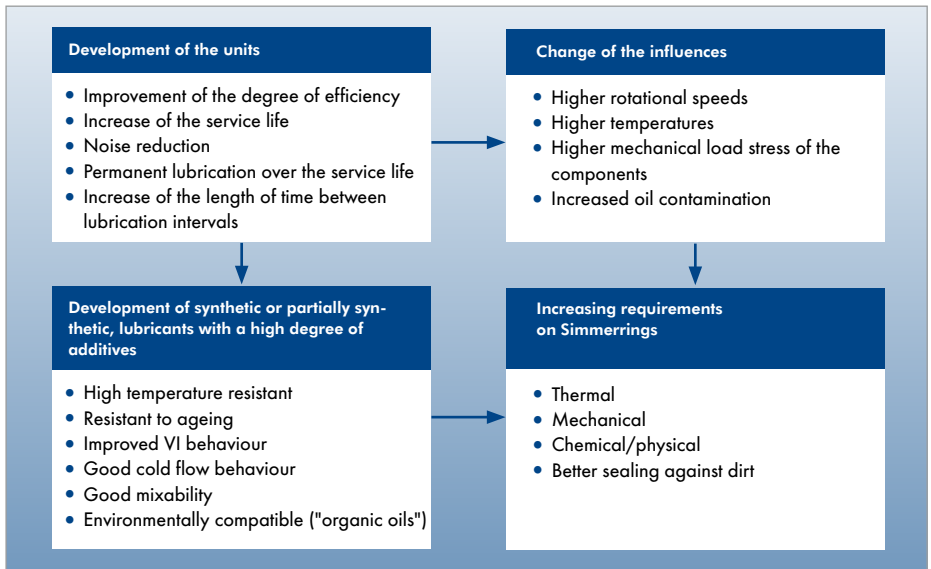 Development of the units
• Improvement of the degree of efficiency
• Increase of the service life
• Noise reduction
• Permanent lubrication over the service life
• Increase of the length of time between
lubrication intervals
Change of the influences
• Higher rotational speeds
• Higher temperatures
• Higher mechanical load stress of the
components
• Increased oil contamination
Development of synthetic or partially syn-
thetic, lubricants with a high degree of
additives
• High temperature resistant
• Resistant to ageing
• Improved VI behaviour
• Good cold flow behaviour
• Good mixability
• Environmentally compatible ("organic oils")
Increasing requirements
on Simmerrings
• Thermal
• Mechanical
• Chemical/physical
• Better sealing against dirt